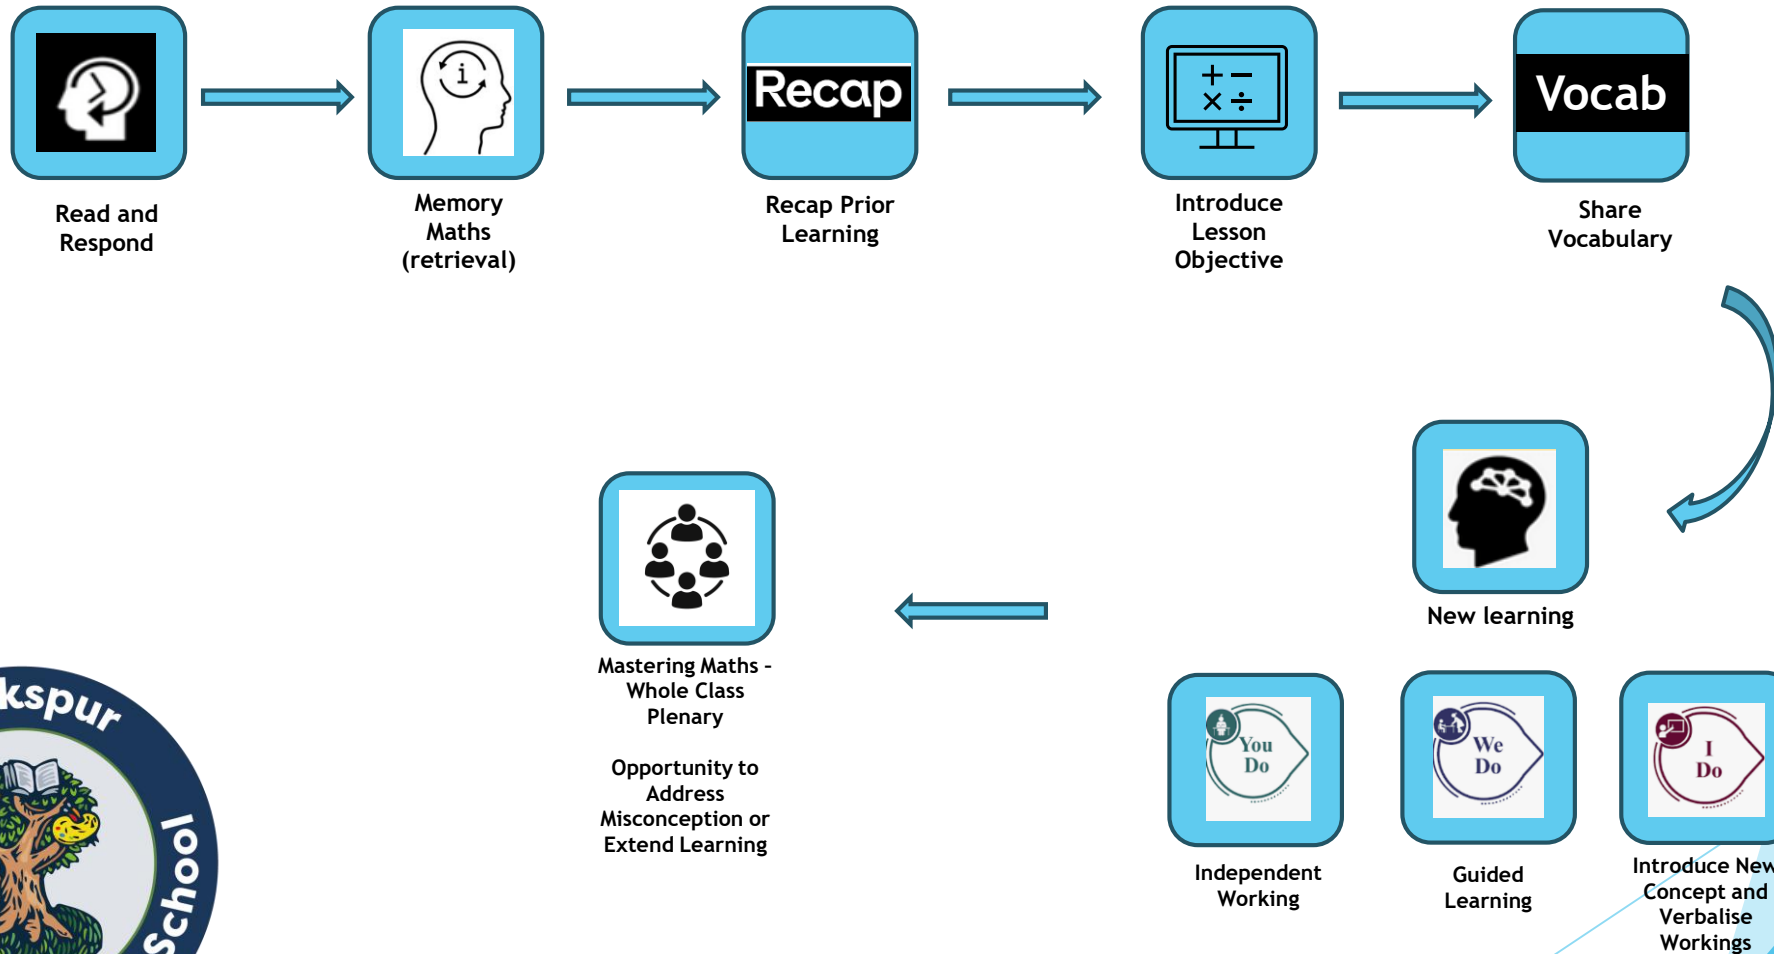 Recap
Vocab
Read and
Respond
Memory
Maths
(retrieval)
Recap Prior
Learning
Introduce
Lesson
Objective
Share
Vocabulary
i
+ −
× ÷
New learning
Mastering Maths –
Whole Class
Plenary
Opportunity to
Address
Misconception or
Extend Learning
You
Do
Independent
Working
We
Do
Guided
Learning
I
Do
Introduce New
Concept and
Verbalise
Workings
kspur
School